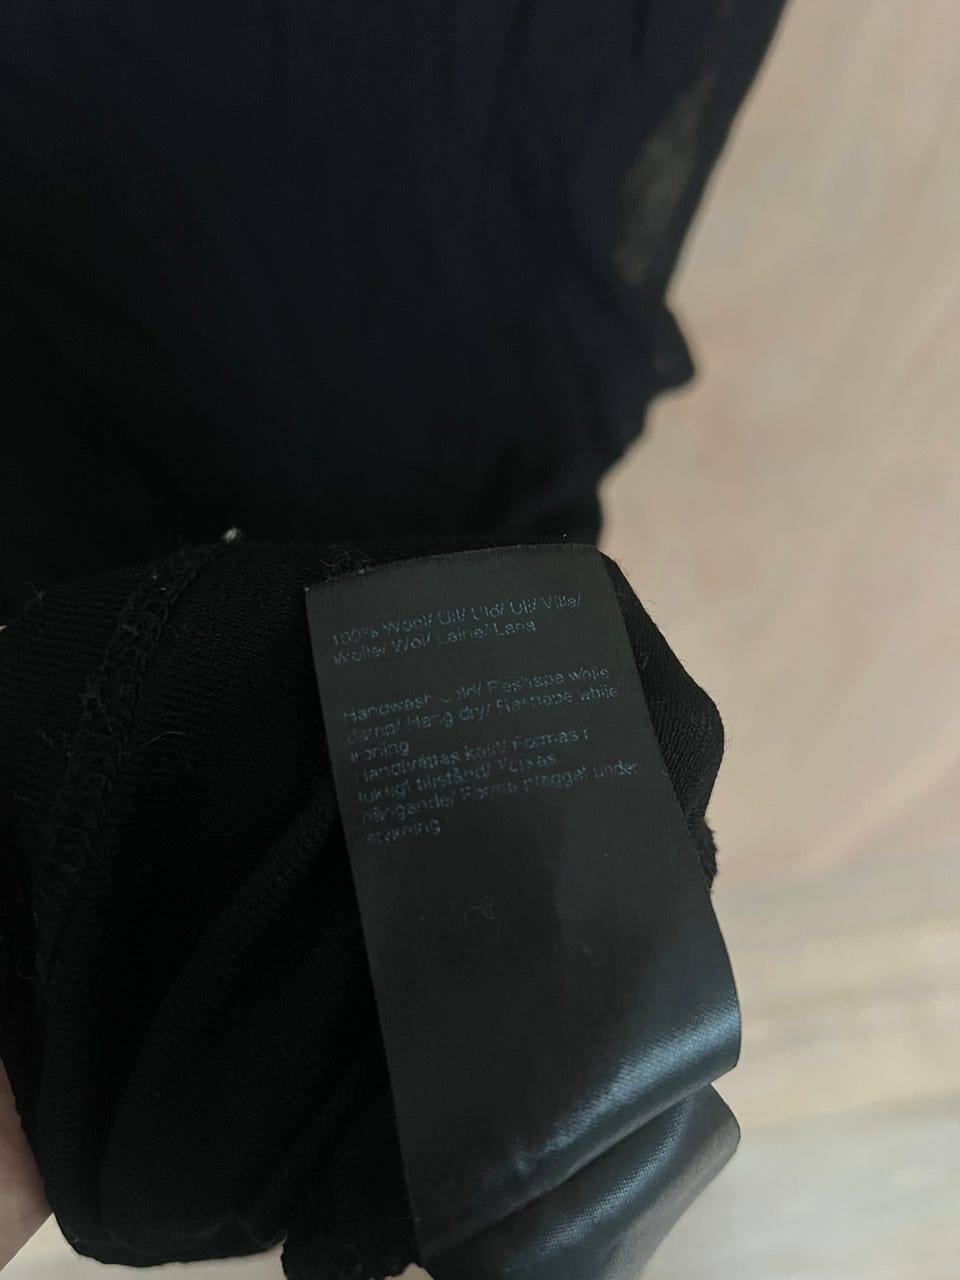 100% Wool/ Ull/ Uld/ Ull/ Villa/
Wolle/ Wol/ Laine/ Lana
Handwash cold/ Reshape while
damp/ Hang dry/ Reshape while
ironing
Handtvättas kallt/ Formas i
fuktigt tillstånd/ Torkas
hängande/ Forma plagget under
strykning